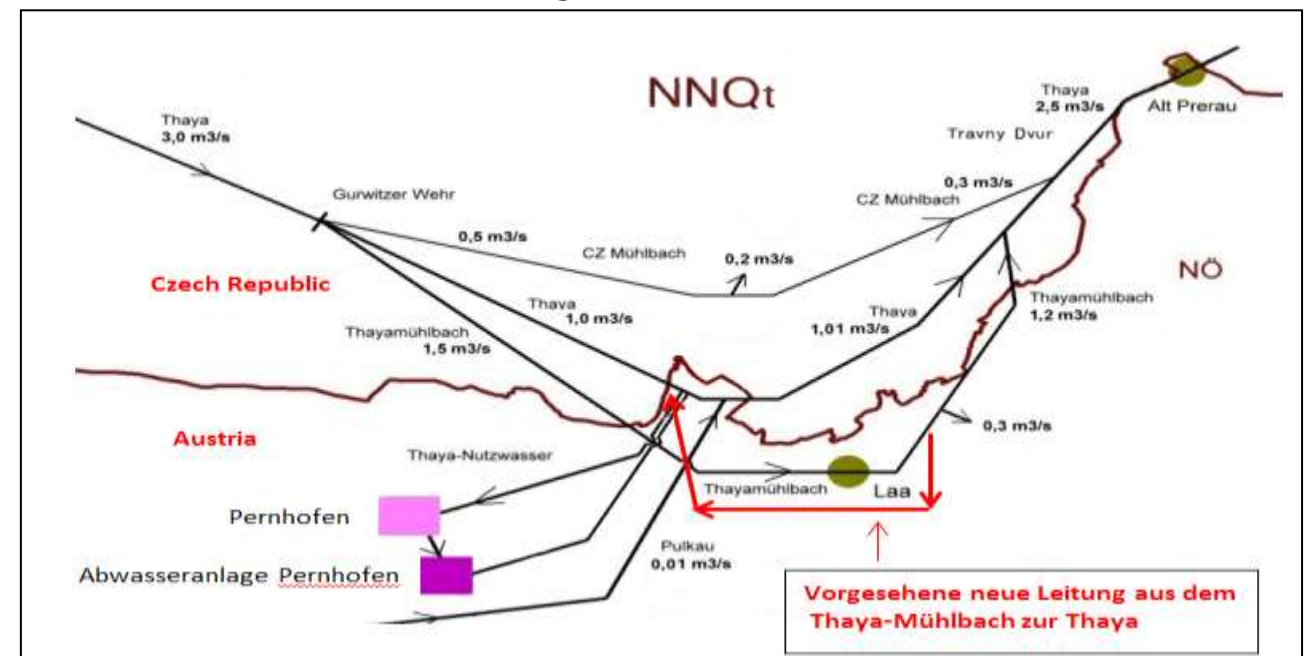 NNQt
Thaya
3,0 m3/s
Gurwitzer Wehr
Thaya
2,5 m3/s
Alt Prerau
Travny Dvur
0,3 m3/s
CZ Mühlbach
0,5 m3/s
CZ Mühlbach
0,2 m3/s
NÖ
Czech Republic
Thaya
1,0 m3/s
Thayamühlbach
1,5 m3/s
Thaya
1,01 m3/s
Thayamühlbach
1,2 m3/s
Austria
0,3 m3/s
Thaya-Nutzwasser
Thayamühlbach
Laa
Pernhofen
Abwasseranlage Pernhofen
Pulkau
0,01 m3/s
Vorgesehene neue Leitung aus dem
Thaya-Mühlbach zur Thaya